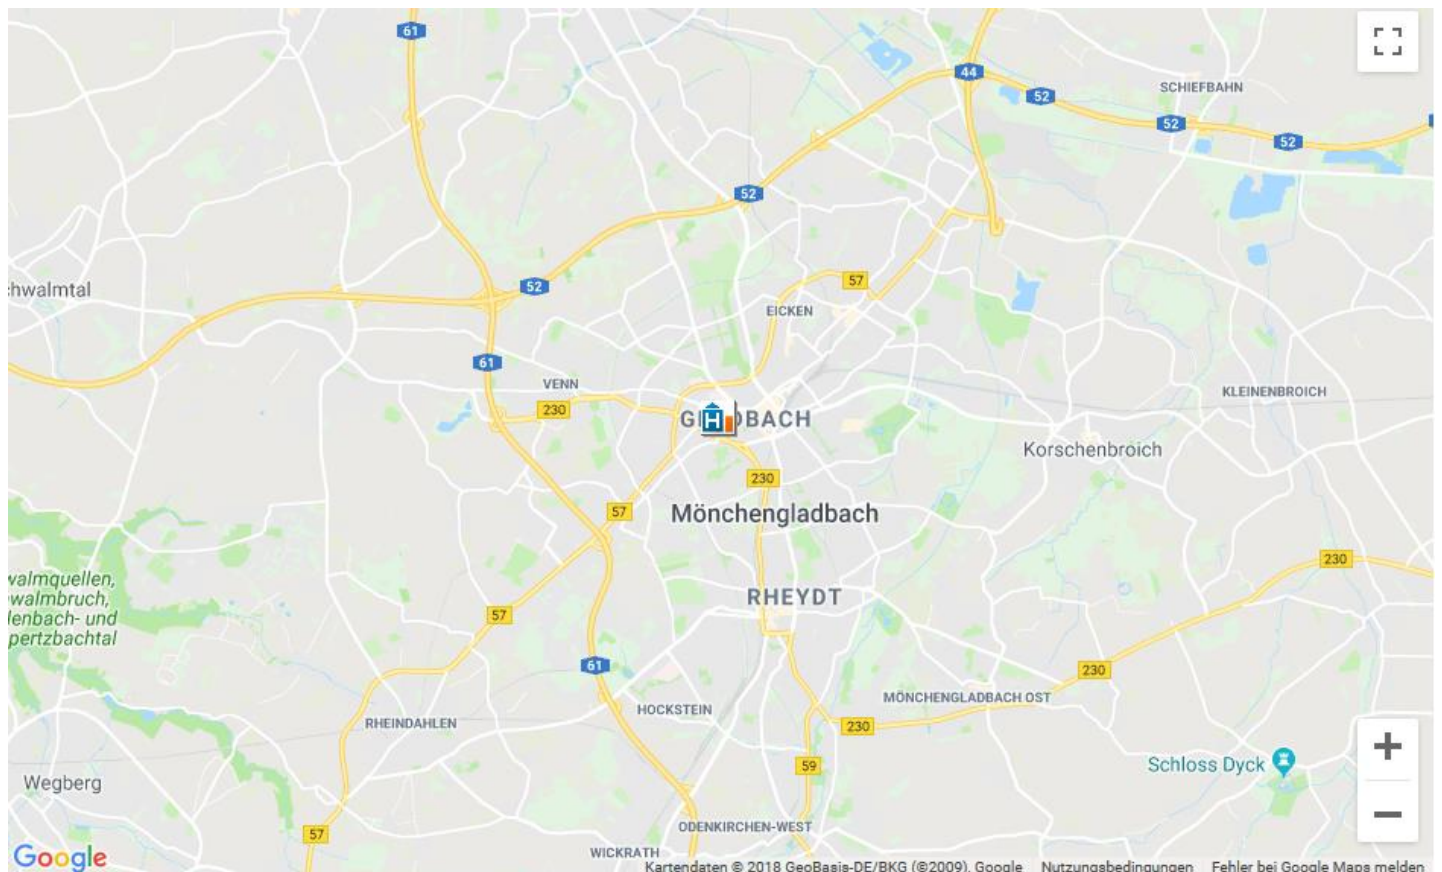 61
44
52
SCHIEFBAHN
52
52
52
hwalmtal
52
57
EICKEN
61
VENN
230
KLEINENBROICH
H
DBACH
Korschenbroich
230
57
Mönchengladbach
230
walmquellen,
walmbruch,
lenbach- und
pertzbachtal
RHEYDT
57
61
230
MÖNCHENGLADBACH OST
HOCKSTEIN
RHEINDAHLEN
230
59
Schloss Dyck
Wegberg
57
ODENKIRCHEN-WEST
WICKRATH
Google
Kartendaten © 2018 GeoBasis-DE/BKG (©2009), Google Nutzungsbedingungen Fehler bei Google Maps melden